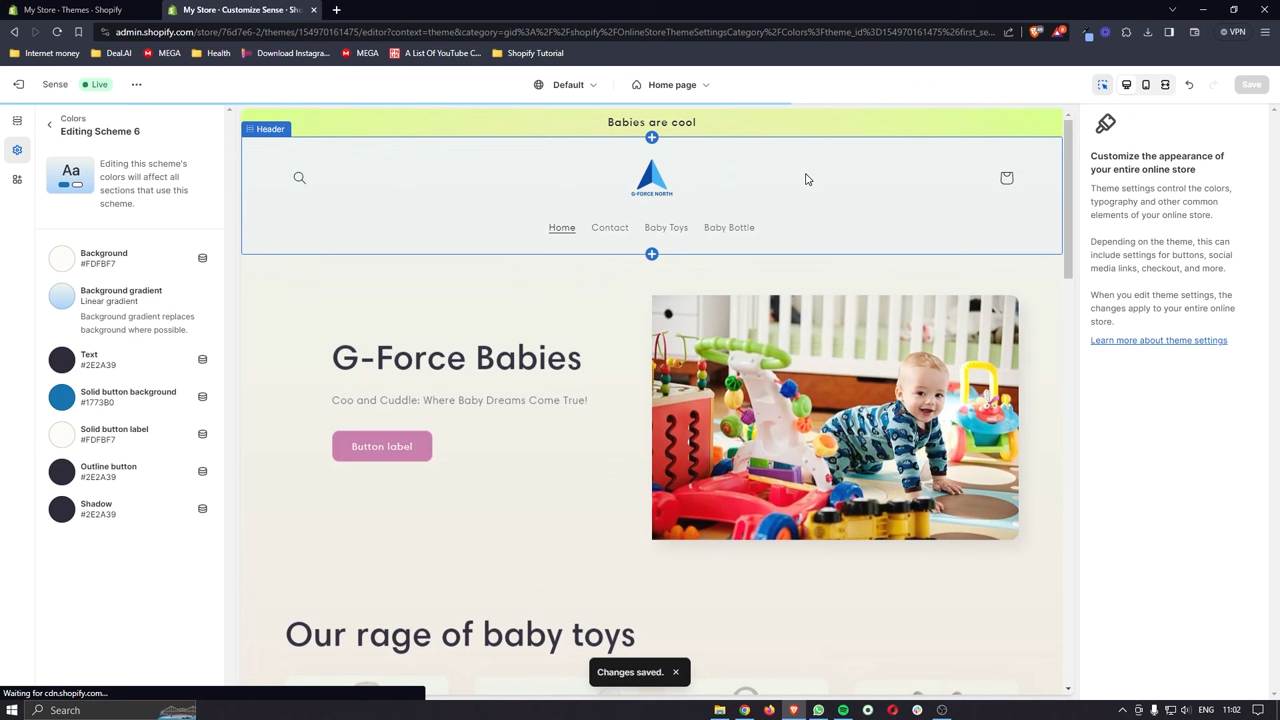 My Store · Themes · Shopify
My Store · Customize Sense · Sho
admin.shopify.com/store/76d7e6-2/themes/154970161475/editor?context=theme&category=gid%3A%2F%2Fshopify%2FOnlineStoreThemeSettingsCategory%2FColors%2Ftheme_id%3D154970161475%26first_se...
VPN
Internet money
Deal.AI
MEGA
Health
Download Instagra...
MEGA
A List Of YouTube C...
Shopify Tutorial
Sense
Live
Default
Home page
Save
Colors
Editing Scheme 6
Aa
Editing this scheme's
colors will affect all
sections that use this
scheme.
Background
#FDFBF7
Background gradient
Linear gradient
Background gradient replaces
background where possible.
Text
#2E2A39
Solid button background
#1773B0
Solid button label
#FDFBF7
Outline button
#2E2A39
Shadow
#2E2A39
Babies are cool
Header
G-FORCE NORTH
Home
Contact
Baby Toys
Baby Bottle
G-Force Babies
Coo and Cuddle: Where Baby Dreams Come True!
Button label
Our rage of baby toys
Changes saved.
Customize the appearance of
your entire online store
Theme settings control the colors,
typography and other common
elements of your online store.
Depending on the theme, this can
include settings for buttons, social
media links, checkout, and more.
When you edit theme settings, the
changes apply to your entire online
store.
Learn more about theme settings
Waiting for cdn.shopify.com...
Search
ENG
11:02